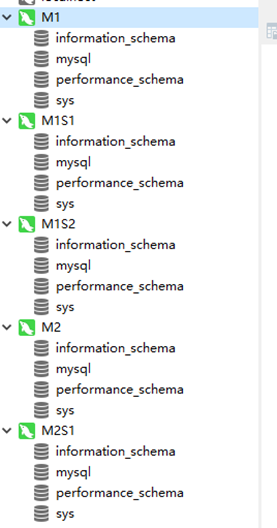 M1
information_schema
mysql
performance_schema
sys
M1S1
information_schema
mysql
performance_schema
sys
M1S2
information_schema
mysql
performance_schema
sys
M2
information_schema
mysql
performance_schema
sys
M2S1
information_schema
mysql
performance_schema
sys